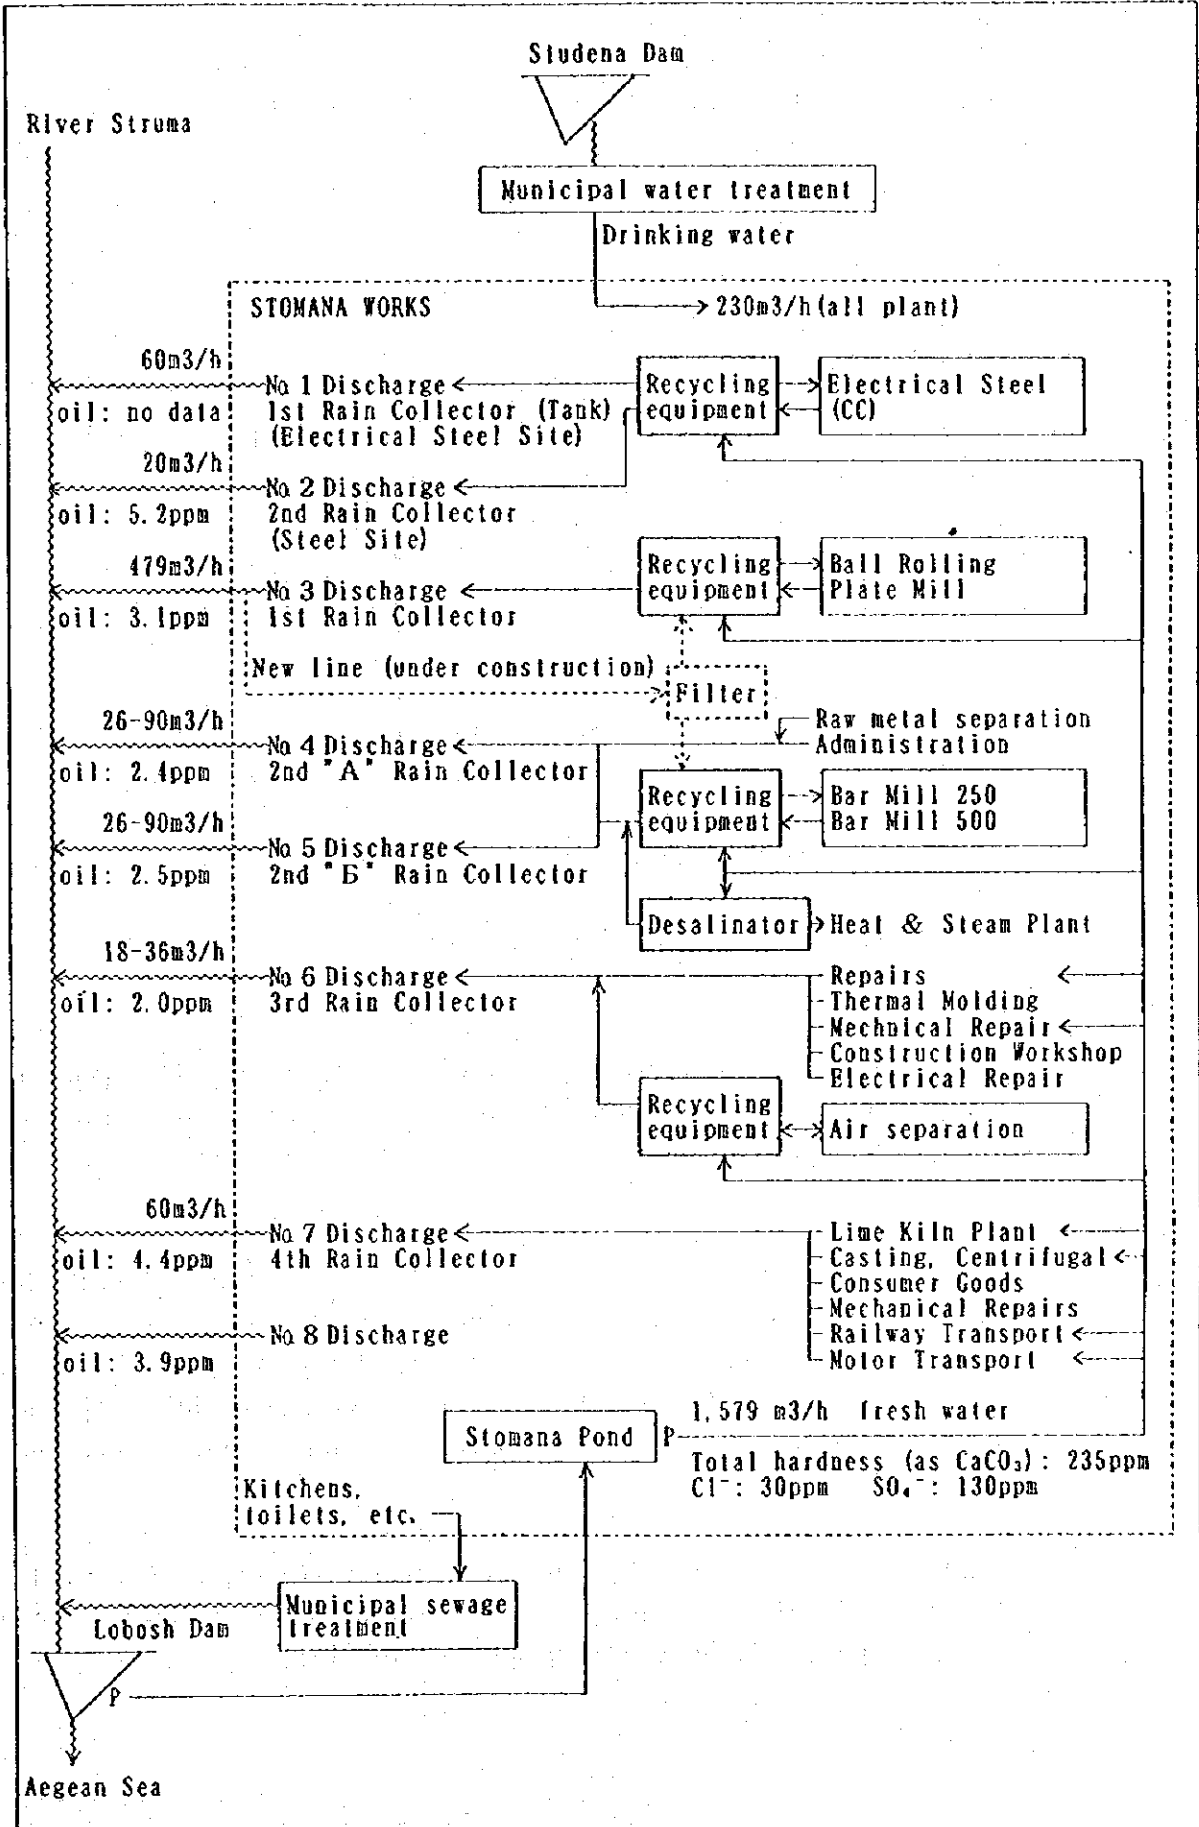 Studena Dam
River Struma
Municipal water treatment
Drinking water
STOMANA WORKS
230m3/h(all plant)
60m3/h
No 1 Discharge
oil: no data
1st Rain Collector (Tank)
(Electrical Steel Site)
Recycling
equipment
Electrical Steel
(CC)
20m3/h
No 2 Discharge
oil: 5.2ppm
2nd Rain Collector
(Steel Site)
479m3/h
No 3 Discharge
oil: 3.1ppm
1st Rain Collector
Recycling
equipment
Ball Rolling
Plate Mill
New line (under construction)
Filter
26-90m3/h
No 4 Discharge
oil: 2.4ppm
2nd "A" Rain Collector
Raw metal separation
Administration
Recycling
equipment
Bar Mill 250
Bar Mill 500
26-90m3/h
No 5 Discharge
oil: 2.5ppm
2nd "Б" Rain Collector
Desalinator
Heat & Steam Plant
18-36m3/h
No 6 Discharge
oil: 2.0ppm
3rd Rain Collector
Repairs
Thermal Molding
Mechnical Repair
Construction Workshop
Electrical Repair
Recycling
equipment
Air separation
60m3/h
No 7 Discharge
oil: 4.4ppm
4th Rain Collector
Lime Kiln Plant
Casting, Centrifugal
Consumer Goods
Mechanical Repairs
Railway Transport
Motor Transport
No 8 Discharge
oil: 3.9ppm
Stomana Pond
P
1,579 m3/h fresh water
Total hardness (as CaCO₃): 235ppm
Cl⁻: 30ppm SO₄⁻: 130ppm
Kitchens,
toilets, etc.
Municipal sewage
treatment
Lobosh Dam
P
Aegean Sea